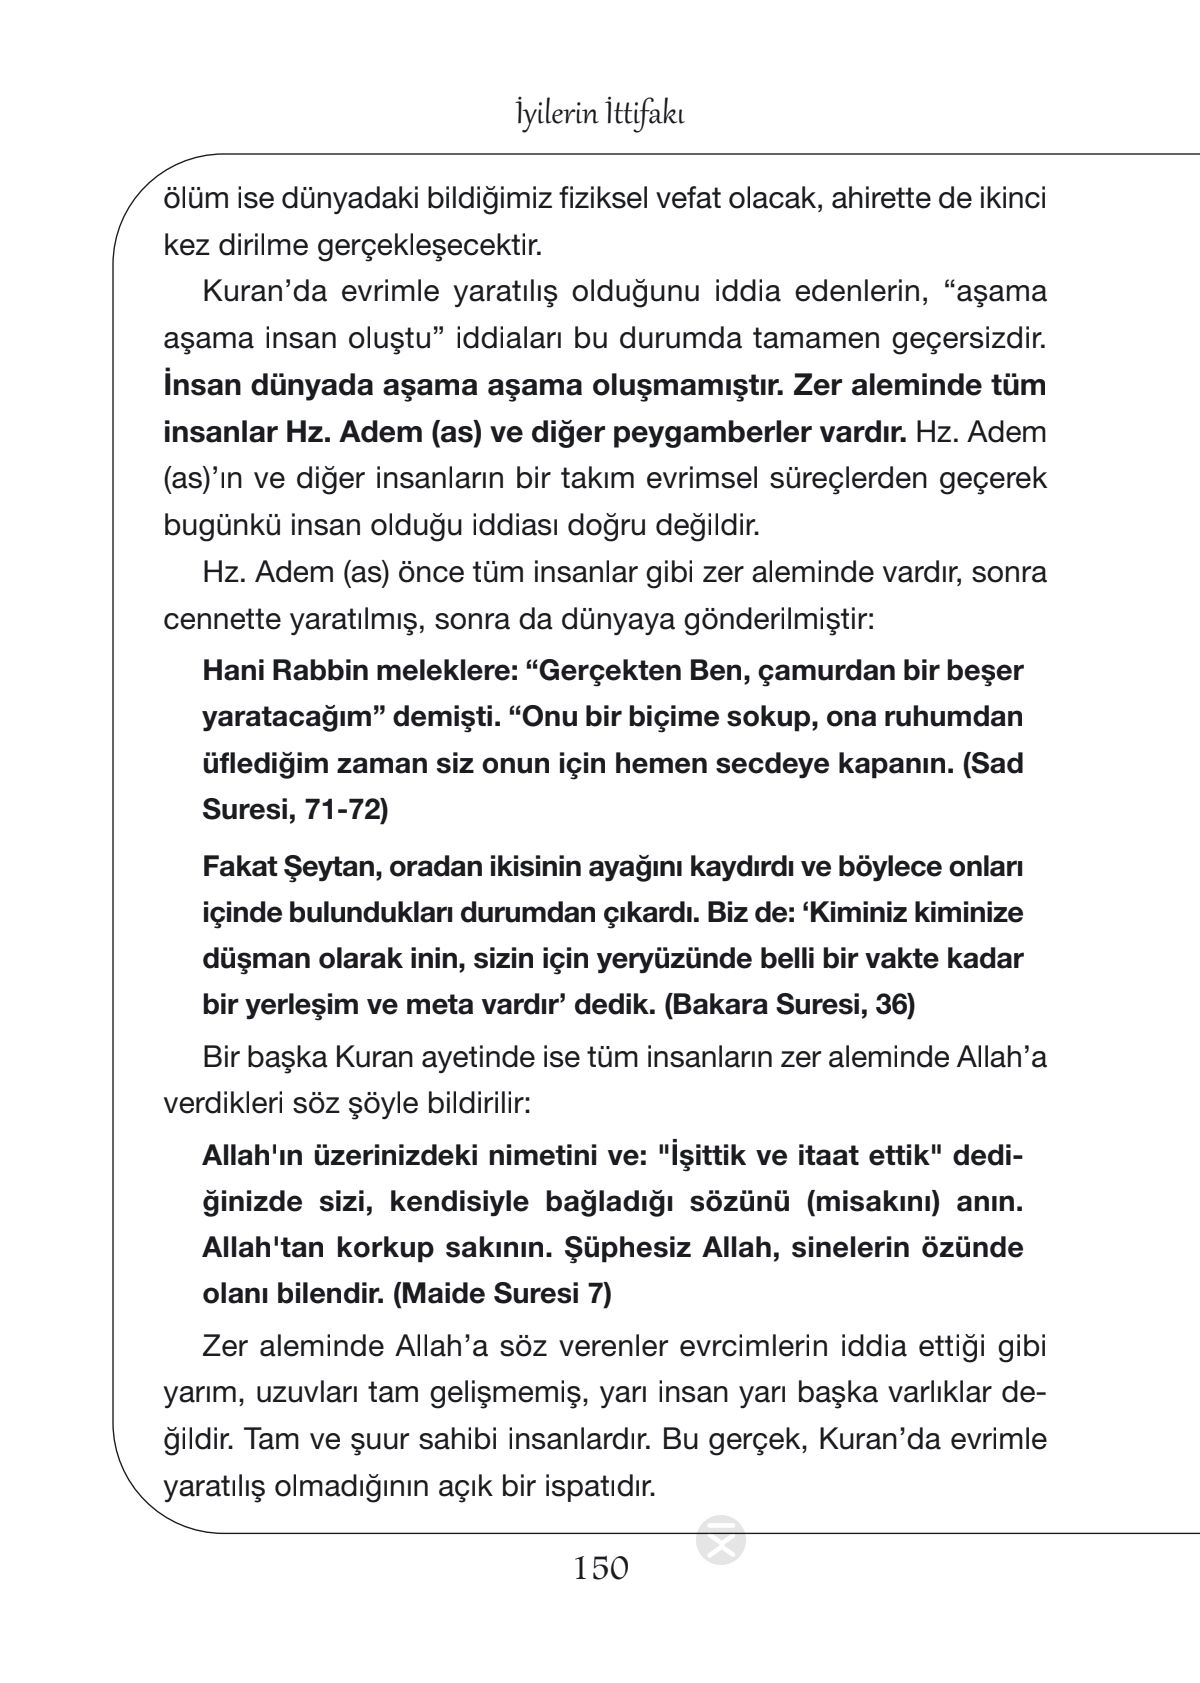 İyilerin İttifakı
ölüm ise dünyadaki bildiğimiz fiziksel vefat olacak, ahirette de ikinci
kez dirilme gerçekleşecektir.
Kuran’da evrimle yaratılış olduğunu iddia edenlerin, “aşama
aşama insan oluştu” iddiaları bu durumda tamamen geçersizdir.
İnsan dünyada aşama aşama oluşmamıştır. Zer aleminde tüm
insanlar Hz. Adem (as) ve diğer peygamberler vardır. Hz. Adem
(as)’ın ve diğer insanların bir takım evrimsel süreçlerden geçerek
bugünkü insan olduğu iddiası doğru değildir.
Hz. Adem (as) önce tüm insanlar gibi zer aleminde vardır, sonra
cennette yaratılmış, sonra da dünyaya gönderilmiştir:
Hani Rabbin meleklere: “Gerçekten Ben, çamurdan bir beşer
yaratacağım” demişti. “Onu bir biçime sokup, ona ruhumdan
üflediğim zaman siz onun için hemen secdeye kapanın. (Sad
Suresi, 71-72)
Fakat Şeytan, oradan ikisinin ayağını kaydırdı ve böylece onları
içinde bulundukları durumdan çıkardı. Biz de: ‘Kiminiz kiminize
düşman olarak inin, sizin için yeryüzünde belli bir vakte kadar
bir yerleşim ve meta vardır’ dedik. (Bakara Suresi, 36)
Bir başka Kuran ayetinde ise tüm insanların zer aleminde Allah’a
verdikleri söz şöyle bildirilir:
Allah'ın üzerinizdeki nimetini ve: "İşittik ve itaat ettik" dedi-
ğinizde sizi, kendisiyle bağladığı sözünü (misakını) anın.
Allah'tan korkup sakının. Şüphesiz Allah, sinelerin özünde
olanı bilendir. (Maide Suresi 7)
Zer aleminde Allah’a söz verenler evrcimlerin iddia ettiği gibi
yarım, uzuvları tam gelişmemiş, yarı insan yarı başka varlıklar de-
ğildir. Tam ve şuur sahibi insanlardır. Bu gerçek, Kuran’da evrimle
yaratılış olmadığının açık bir ispatıdır.
150